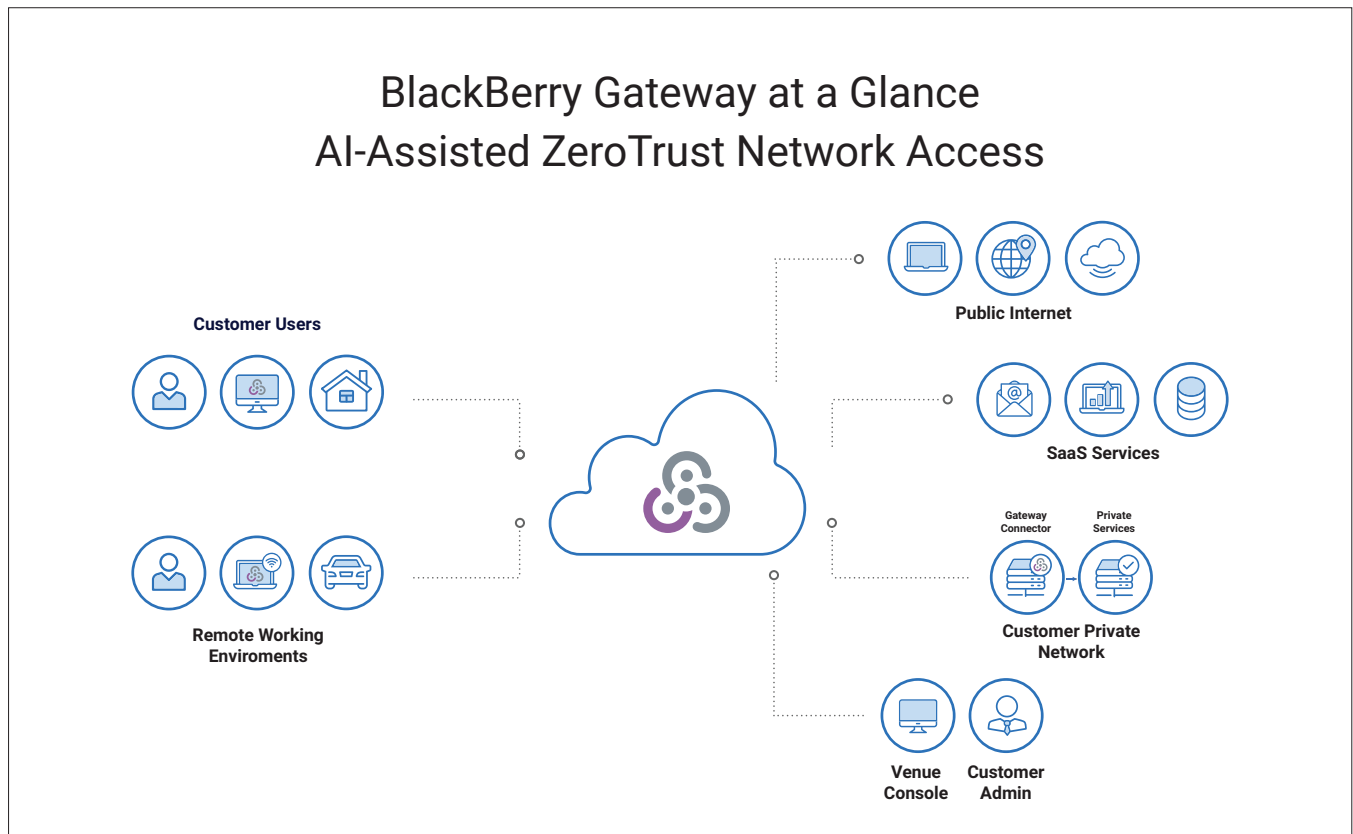 BlackBerry Gateway at a Glance
AI-Assisted ZeroTrust Network Access
Customer Users
Remote Working
Enviroments
Public Internet
@
SaaS Services
Gateway
Connector
Private
Services
Customer Private
Network
Venue
Console
Customer
Admin